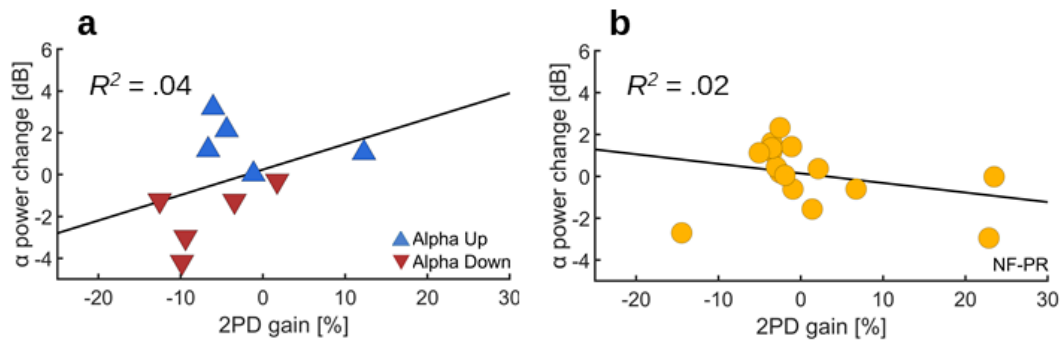 a
R² = .04
α power change [dB]
6
4
2
0
-2
-4
-20 -10 0 10 20 30
2PD gain [%]
Alpha Up
Alpha Down
b
R² = .02
α power change [dB]
6
4
2
0
-2
-4
-20 -10 0 10 20 30
2PD gain [%]
NF-PR